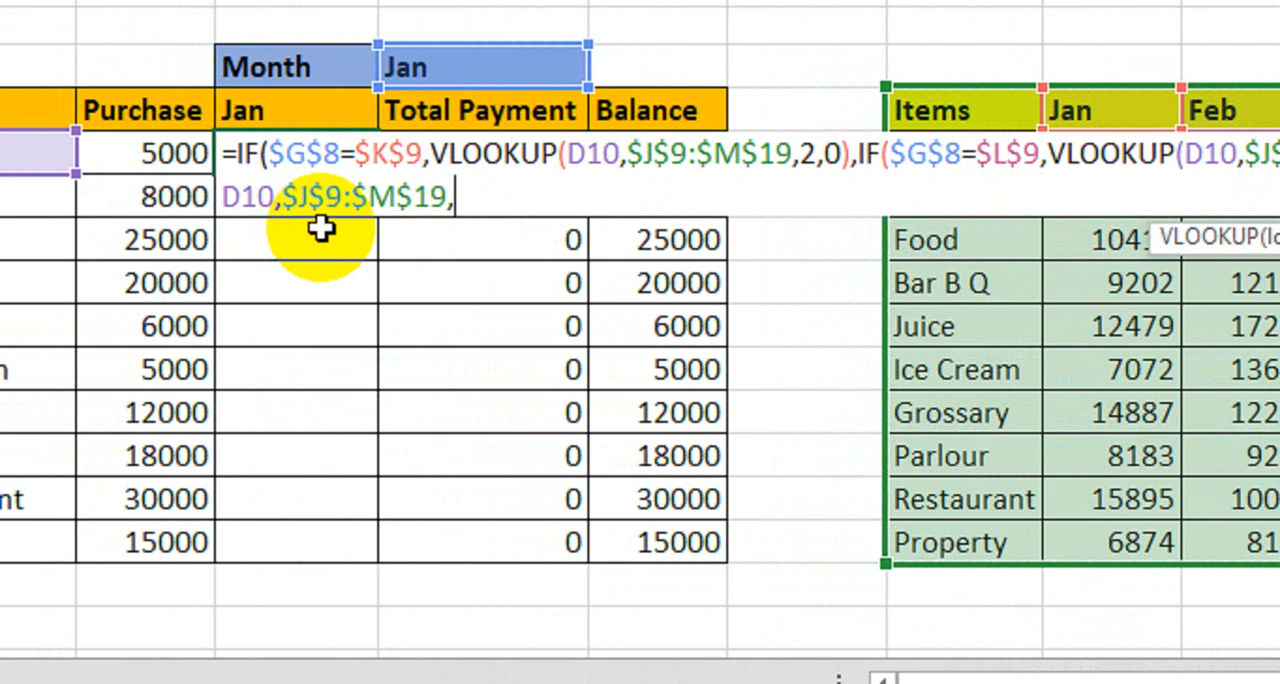 Month Jan
Purchase Jan Total Payment Balance Items Jan Feb
5000 =IF($G$8=$K$9,VLOOKUP(D10,$J$9:$M$19,2,0),IF($G$8=$L$9,VLOOKUP(D10,
8000 D10,$J$9:$M$19,
25000 0 25000 Food
20000 0 20000 Bar B Q 9202
6000 0 6000 Juice 12479
5000 0 5000 Ice Cream 7072
12000 0 12000 Grossary 14887
18000 0 18000 Parlour 8183
30000 0 30000 Restaurant 15895
15000 0 15000 Property 6874